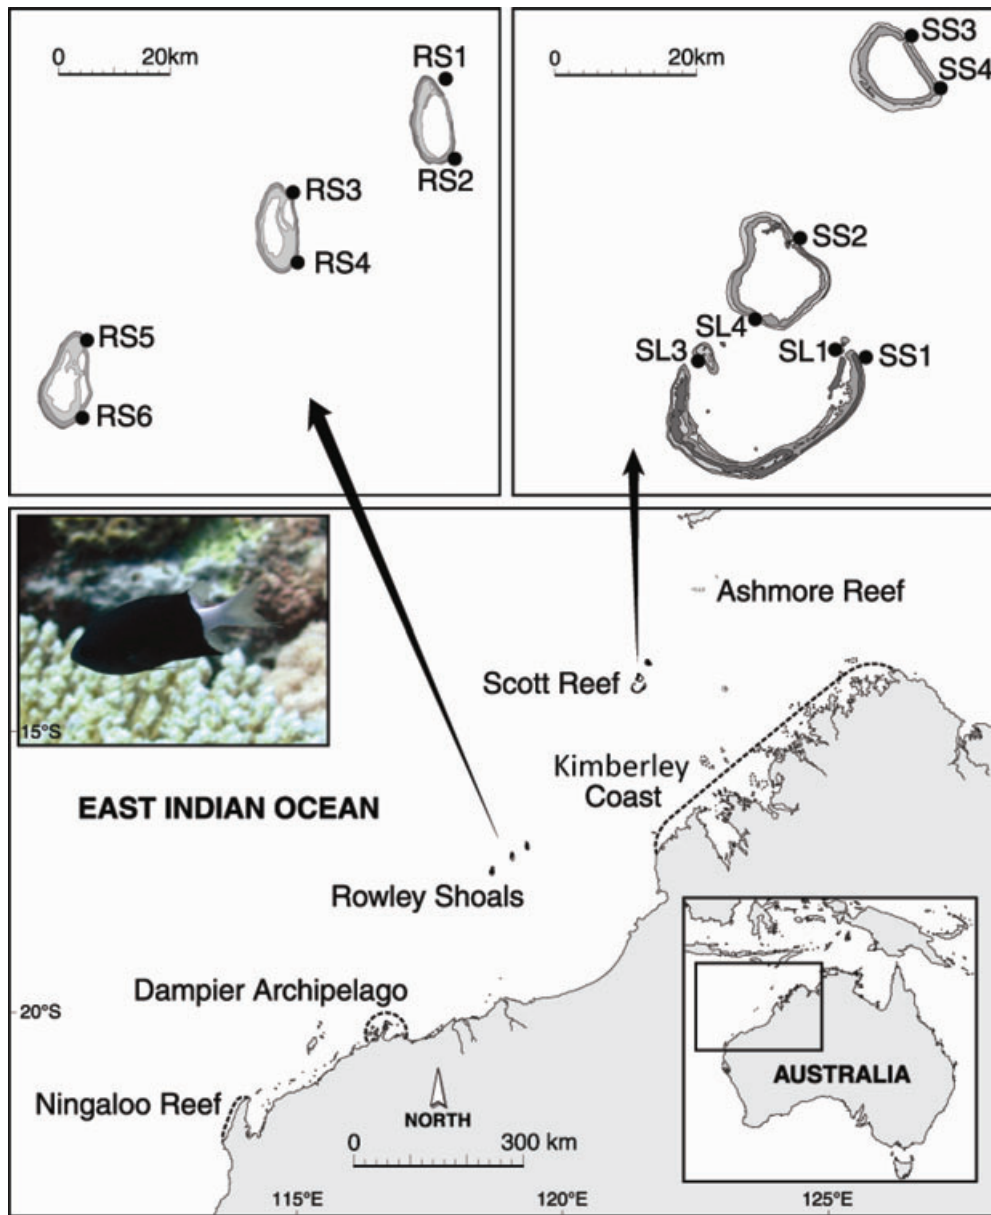 0 20km
RS1
RS2
RS3
RS4
RS5
RS6
0 20km
SS3
SS4
SS2
SL4
SL3
SL1
SS1
Ashmore Reef
Scott Reef
15°S
Kimberley
Coast
EAST INDIAN OCEAN
Rowley Shoals
Dampier Archipelago
20°S
Ningaloo Reef
NORTH
0 300 km
AUSTRALIA
115°E 120°E 125°E